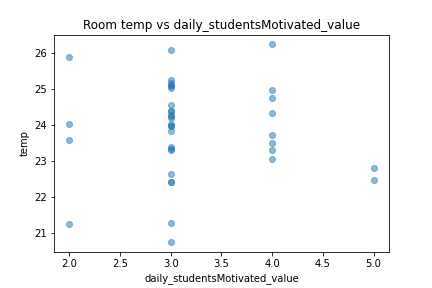 Room temp vs daily_studentsMotivated_value
temp
26
25
24
23
22
21
2.0 2.5 3.0 3.5 4.0 4.5 5.0
daily_studentsMotivated_value